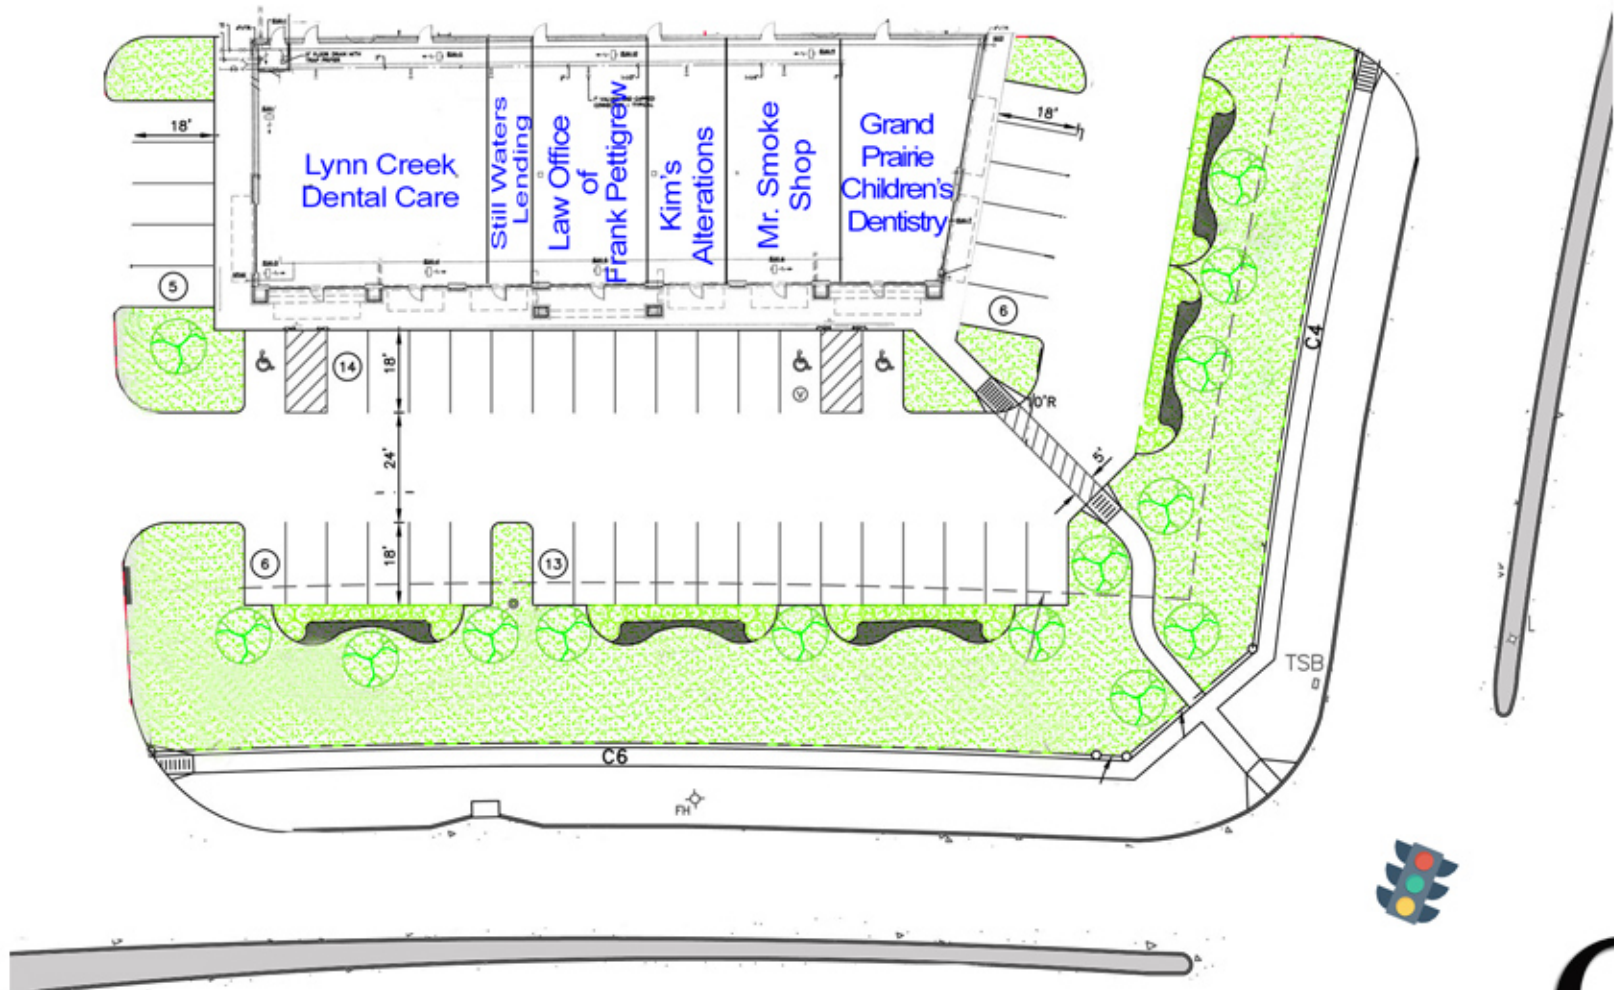 18'
Lynn Creek
Dental Care
Still Waters
Lending
Law Office
of
Frank Pettigrew
Kim's
Alterations
Mr. Smoke
Shop
Grand
Prairie
Children's
Dentistry
18'
5
6
14
18'
V
10'R
24'
5'
C4
6
18'
13
TSB
C6
FH